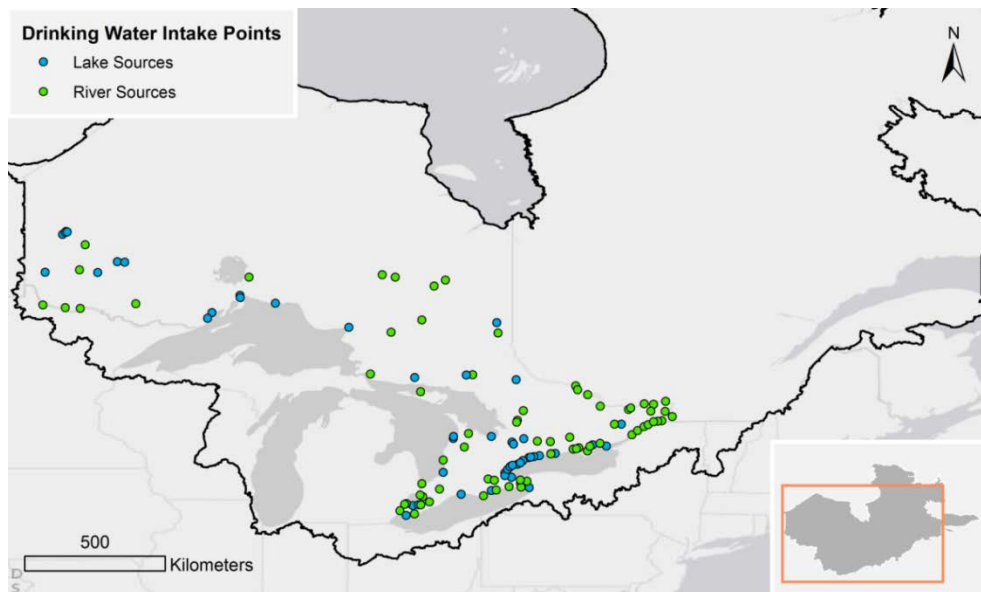 Drinking Water Intake Points
Lake Sources
River Sources
N
500
Kilometers